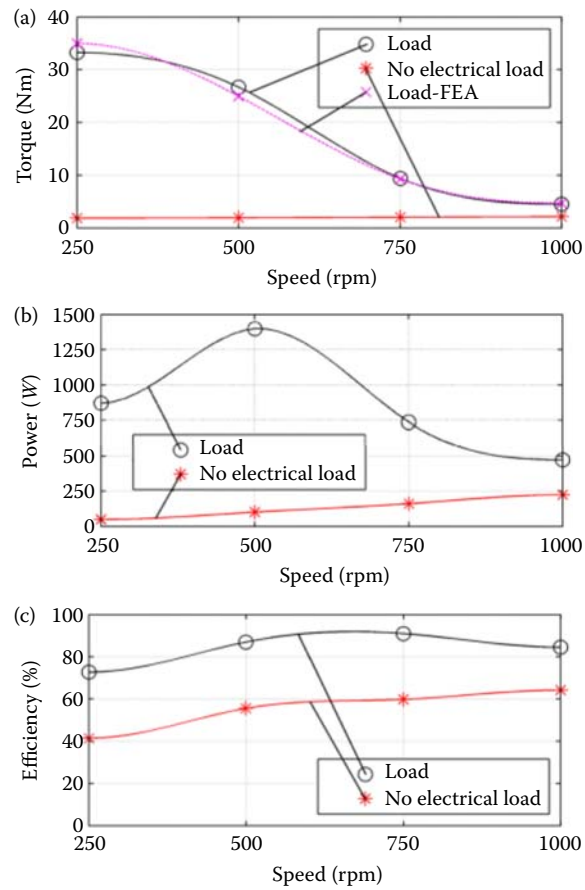 (a)
40
30
20
10
0
Torque (Nm)
Load
No electrical load
Load-FEA
250
500
750
1000
Speed (rpm)
(b)
1500
1250
1000
750
500
250
0
Power (W)
Load
No electrical load
250
500
750
1000
Speed (rpm)
(c)
100
80
60
40
20
0
Efficiency (%)
Load
No electrical load
250
500
750
1000
Speed (rpm)